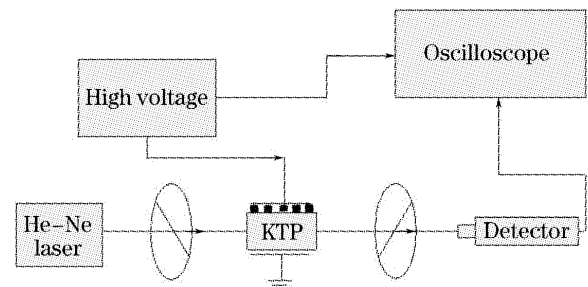 Oscilloscope
High voltage
He–Ne
laser
KTP
Detector